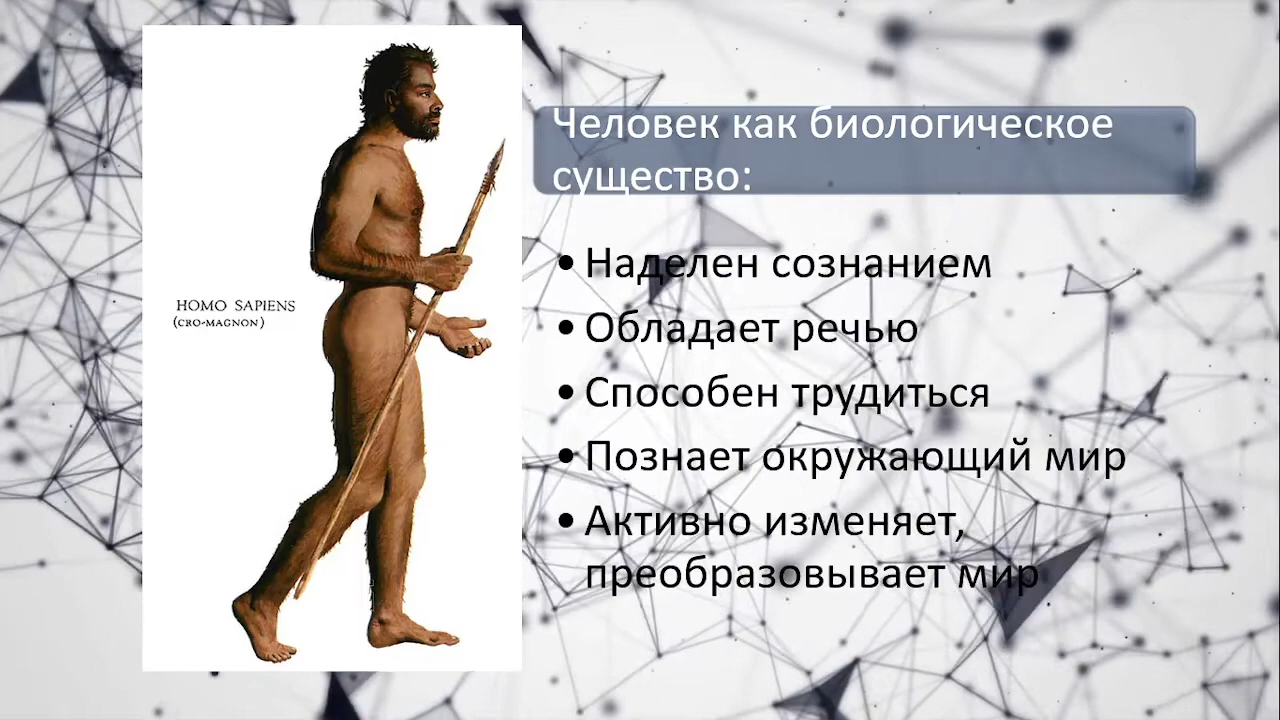 Человек как биологическое
существо:
HOMO SAPIENS
(CRO-MAGNON)
• Наделен сознанием
• Обладает речью
• Способен трудиться
• Познает окружающий мир
• Активно изменяет,
преобразовывает мир